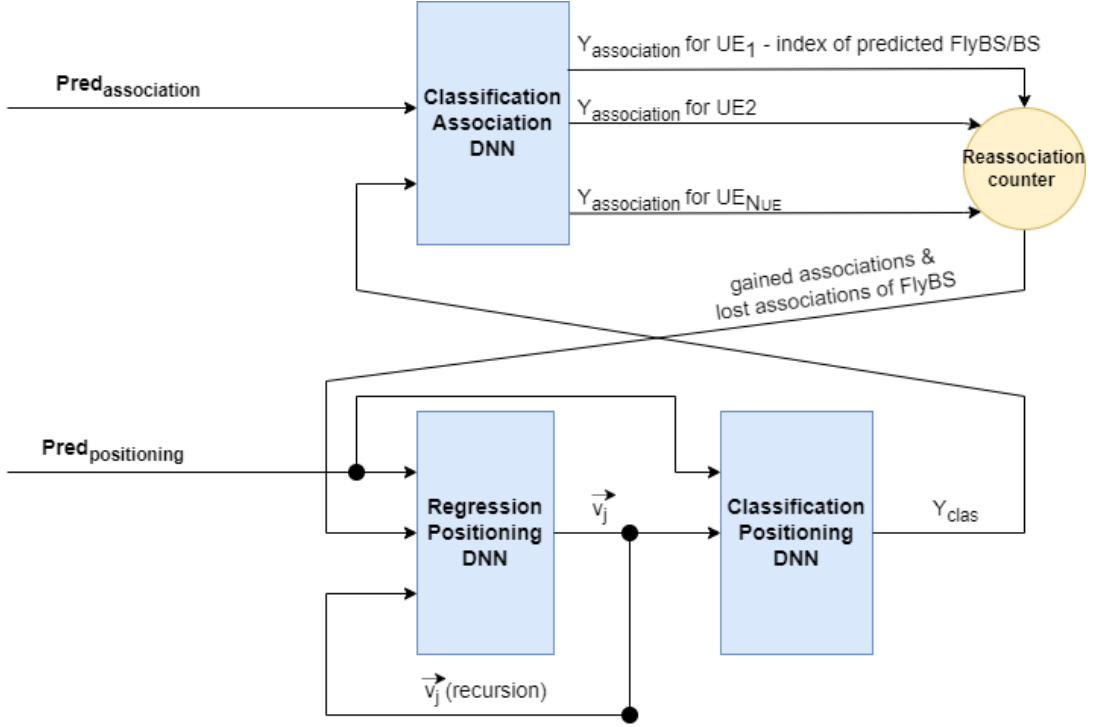 Y_association for UE_1 - index of predicted FlyBS/BS
Pred_association
Classification
Association
DNN
Y_association for UE2
Reassociation
counter
Y_association for UE_N_UE
gained associations &
lost associations of FlyBS
Pred_positioning
Regression
Positioning
DNN
v_j
Classification
Positioning
DNN
Y_clas
v_j (recursion)